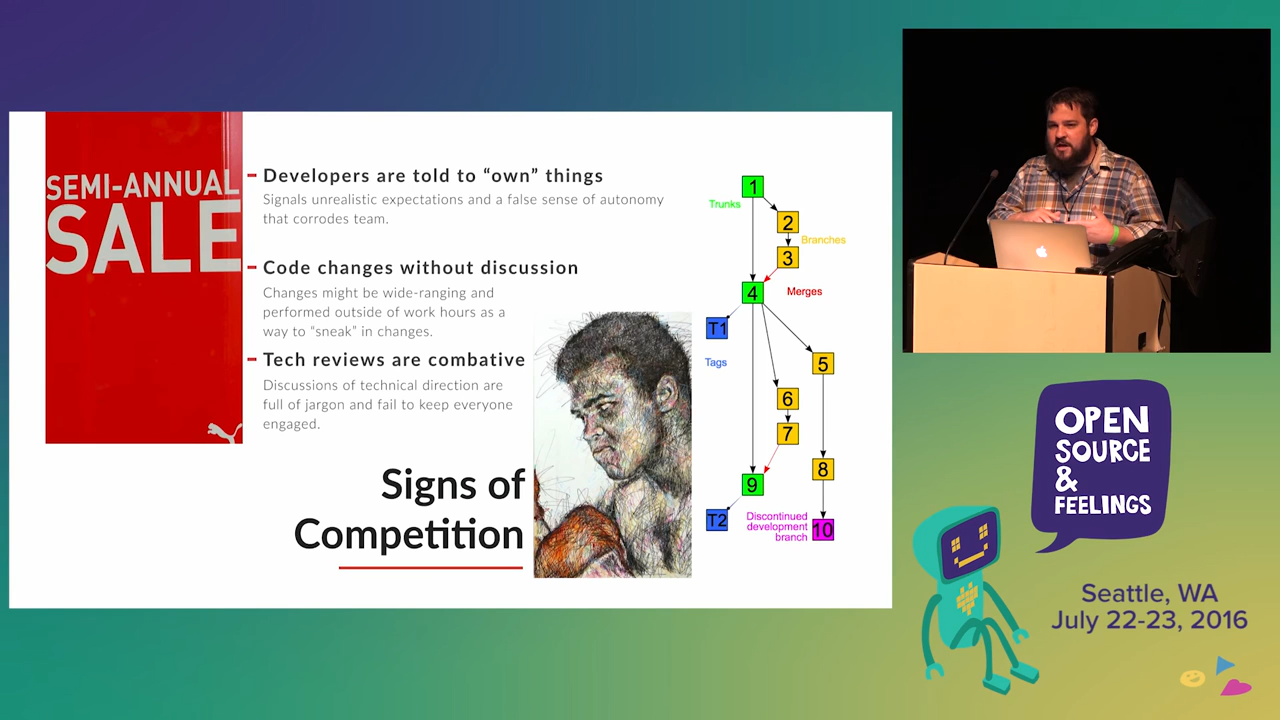 SEMI-ANNUAL
SALE
Developers are told to “own” things
Signals unrealistic expectations and a false sense of autonomy
that corrodes team.
Code changes without discussion
Changes might be wide-ranging and
performed outside of work hours as a
way to “sneak” in changes.
Tech reviews are combative
Discussions of technical direction are
full of jargon and fail to keep everyone
engaged.
Signs of
Competition
1
Trunks
2
Branches
3
4
Merges
T1
Tags
5
6
7
8
9
T2
Discontinued
development
branch
10
OPEN
SOURCE
&
FEELINGS
Seattle, WA
July 22-23, 2016